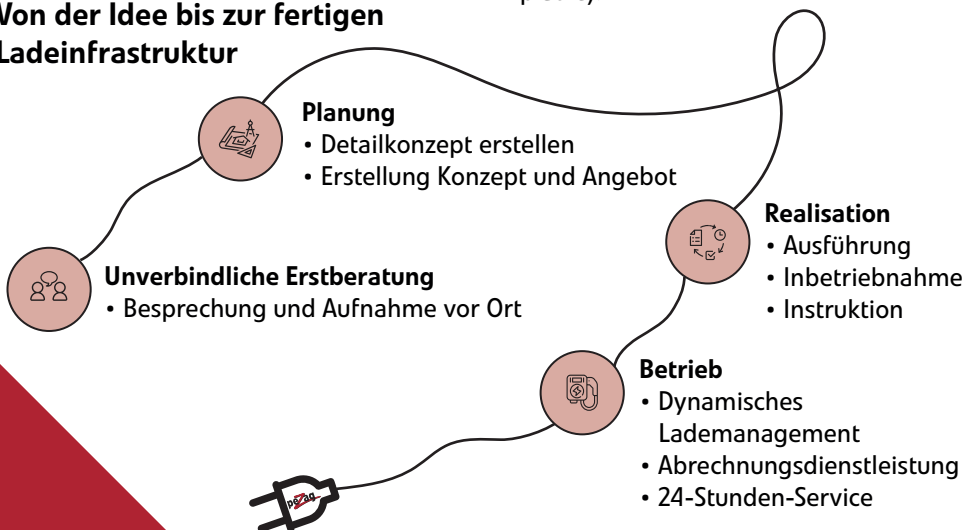 Von der Idee bis zur fertigen
Ladeinfrastruktur
Planung
• Detailkonzept erstellen
• Erstellung Konzept und Angebot
Unverbindliche Erstberatung
• Besprechung und Aufnahme vor Ort
Realisation
• Ausführung
• Inbetriebnahme
• Instruktion
Betrieb
• Dynamisches
Lademanagement
• Abrechnungsdienstleistung
• 24-Stunden-Service